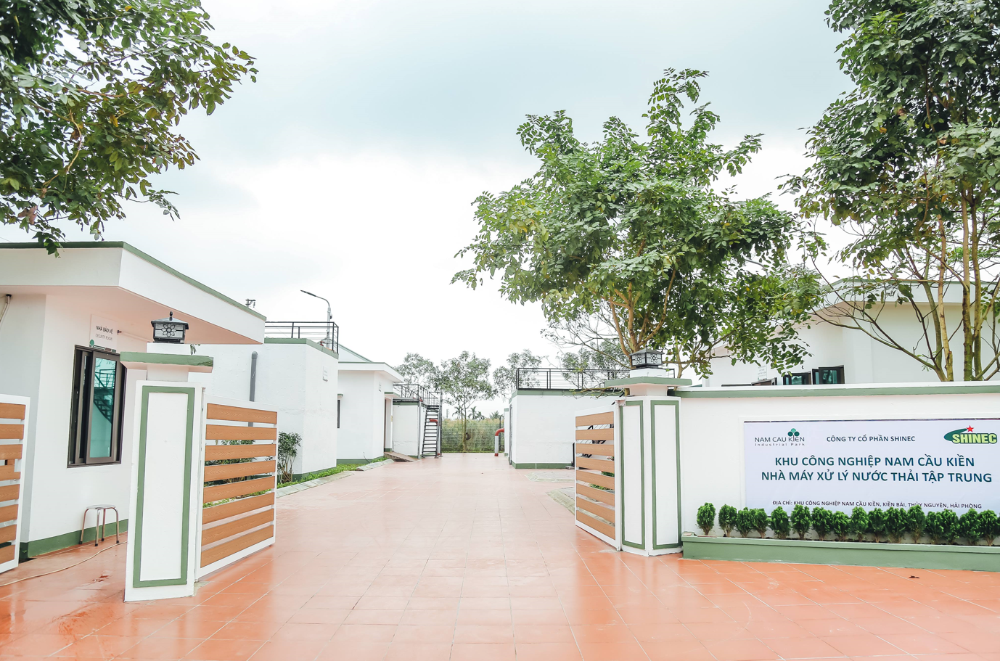 NHÀ BẢO VỆ
SECURITY ROOM
NAM CAU KIEN
Industrial Park
CÔNG TY CỔ PHẦN SHINEC
SHINEC
KHU CÔNG NGHIỆP NAM CẦU KIỀN
NHÀ MÁY XỬ LÝ NƯỚC THẢI TẬP TRUNG
ĐỊA CHỈ: KHU CÔNG NGHIỆP NAM CẦU KIỀN, KIỀN BÁI, THỦY NGUYÊN, HẢI PHÒNG